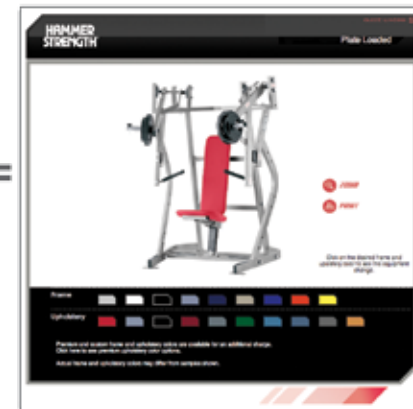 HAMMER
STRENGTH
Plate Loaded
ZOOM
PRINT
Click on the desired frame and
upholstery color to see the equipment
change.
Frame
Upholstery
Premium and custom frame and upholstery colors are available for an additional charge.
Click here to see premium upholstery color options.
Actual frame and upholstery colors may differ from samples shown.